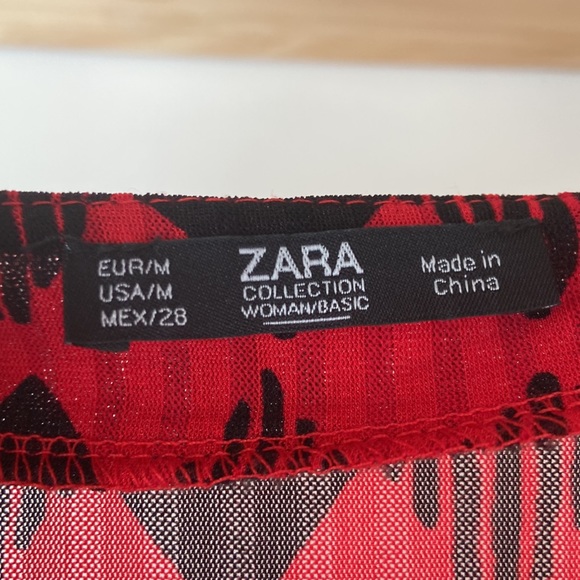 EUR/M
USA/M
MEX/28
ZARA
COLLECTION
WOMAN/BASIC
Made in
China